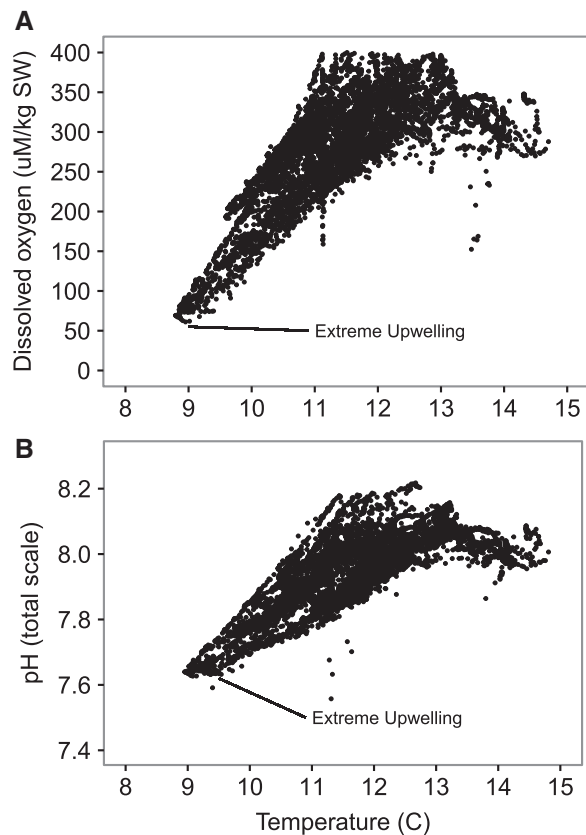 A
Dissolved oxygen (uM/kg SW)
400
350
300
250
200
150
100
50
0
Extreme Upwelling
8 9 10 11 12 13 14 15
B
pH (total scale)
8.2
8.0
7.8
7.6
7.4
Extreme Upwelling
8 9 10 11 12 13 14 15
Temperature (C)